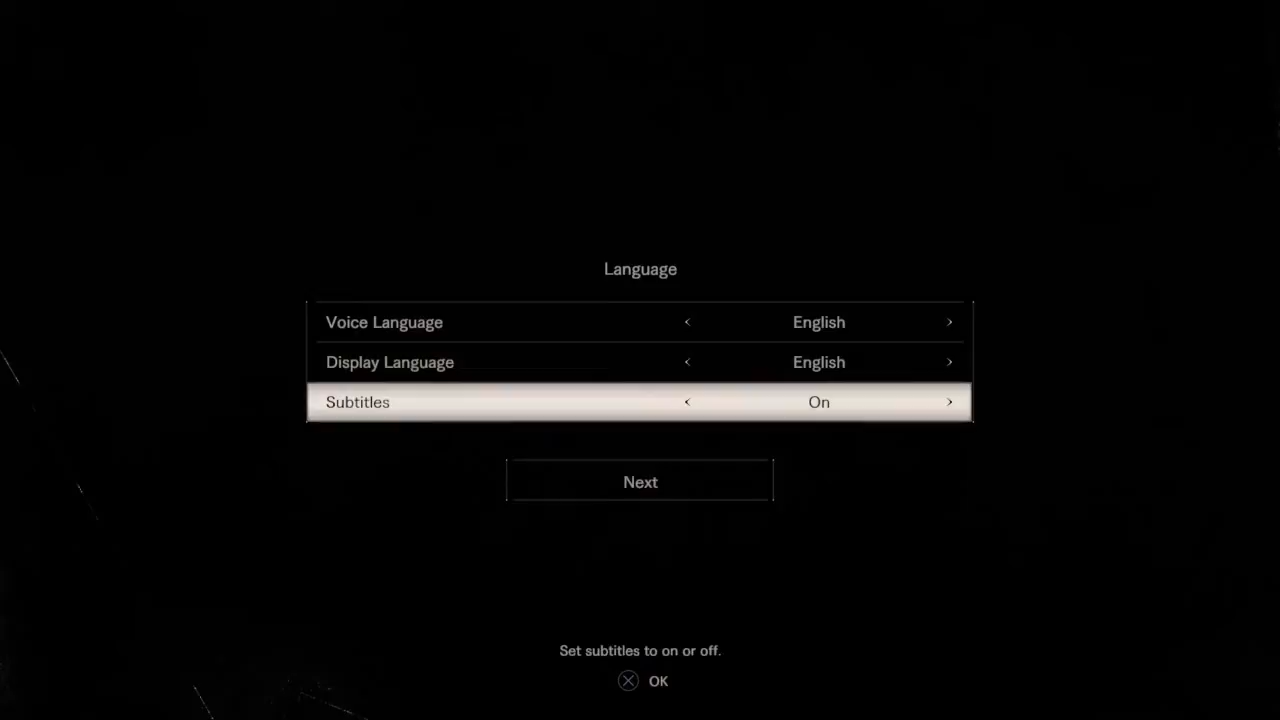 Language
Voice Language < English >
Display Language < English >
Subtitles < On >
Next
Set subtitles to on or off.
OK